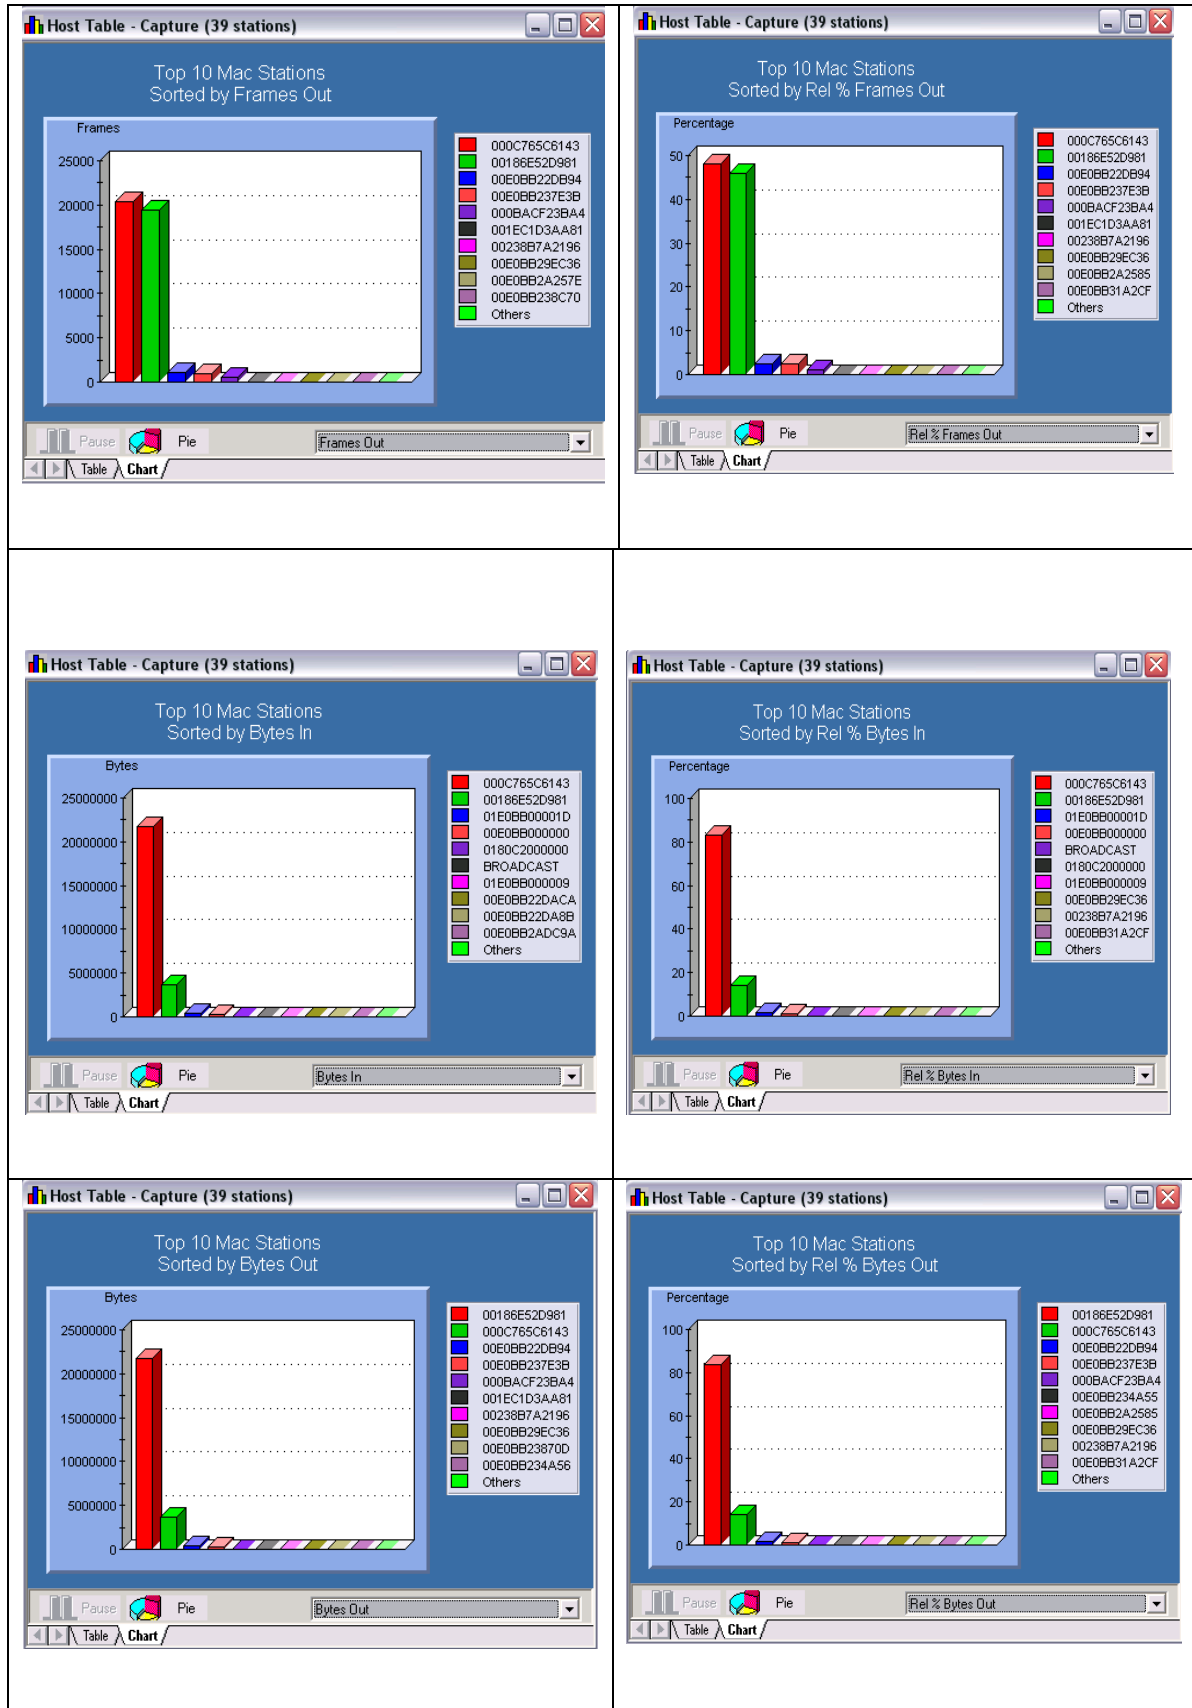 Host Table - Capture (39 stations)
Top 10 Mac Stations
Sorted by Frames Out
Frames
25000
20000
15000
10000
5000
0
000C765C6143
00186E52D981
00E0BB22DB94
00E0BB237E3B
000BACF23BA4
001EC1D3AA81
00238B7A2196
00E0BB29EC36
00E0BB2A257E
00E0BB238C70
Others
Pause
Pie
Frames Out
Table
Chart
Host Table - Capture (39 stations)
Top 10 Mac Stations
Sorted by Rel % Frames Out
Percentage
50
40
30
20
10
0
000C765C6143
00186E52D981
00E0BB22DB94
00E0BB237E3B
000BACF23BA4
001EC1D3AA81
00238B7A2196
00E0BB29EC36
00E0BB2A2585
00E0BB31A2CF
Others
Pause
Pie
Rel % Frames Out
Table
Chart
Host Table - Capture (39 stations)
Top 10 Mac Stations
Sorted by Bytes In
Bytes
25000000
20000000
15000000
10000000
5000000
0
000C765C6143
00186E52D981
01E0BB00001D
00E0BB000000
0180C2000000
BROADCAST
01E0BB000009
00E0BB22DACA
00E0BB22DA8B
00E0BB2ADC9A
Others
Pause
Pie
Bytes In
Table
Chart
Host Table - Capture (39 stations)
Top 10 Mac Stations
Sorted by Rel % Bytes In
Percentage
100
80
60
40
20
0
000C765C6143
00186E52D981
01E0BB00001D
00E0BB000000
BROADCAST
0180C2000000
01E0BB000009
00E0BB29EC36
00238B7A2196
00E0BB31A2CF
Others
Pause
Pie
Rel % Bytes In
Table
Chart
Host Table - Capture (39 stations)
Top 10 Mac Stations
Sorted by Bytes Out
Bytes
25000000
20000000
15000000
10000000
5000000
0
00186E52D981
000C765C6143
00E0BB22DB94
00E0BB237E3B
000BACF23BA4
001EC1D3AA81
00238B7A2196
00E0BB29EC36
00E0BB23870D
00E0BB234A56
Others
Pause
Pie
Bytes Out
Table
Chart
Host Table - Capture (39 stations)
Top 10 Mac Stations
Sorted by Rel % Bytes Out
Percentage
100
80
60
40
20
0
00186E52D981
000C765C6143
00E0BB22DB94
00E0BB237E3B
000BACF23BA4
00E0BB234A55
00E0BB2A2585
00E0BB29EC36
00238B7A2196
00E0BB31A2CF
Others
Pause
Pie
Rel % Bytes Out
Table
Chart